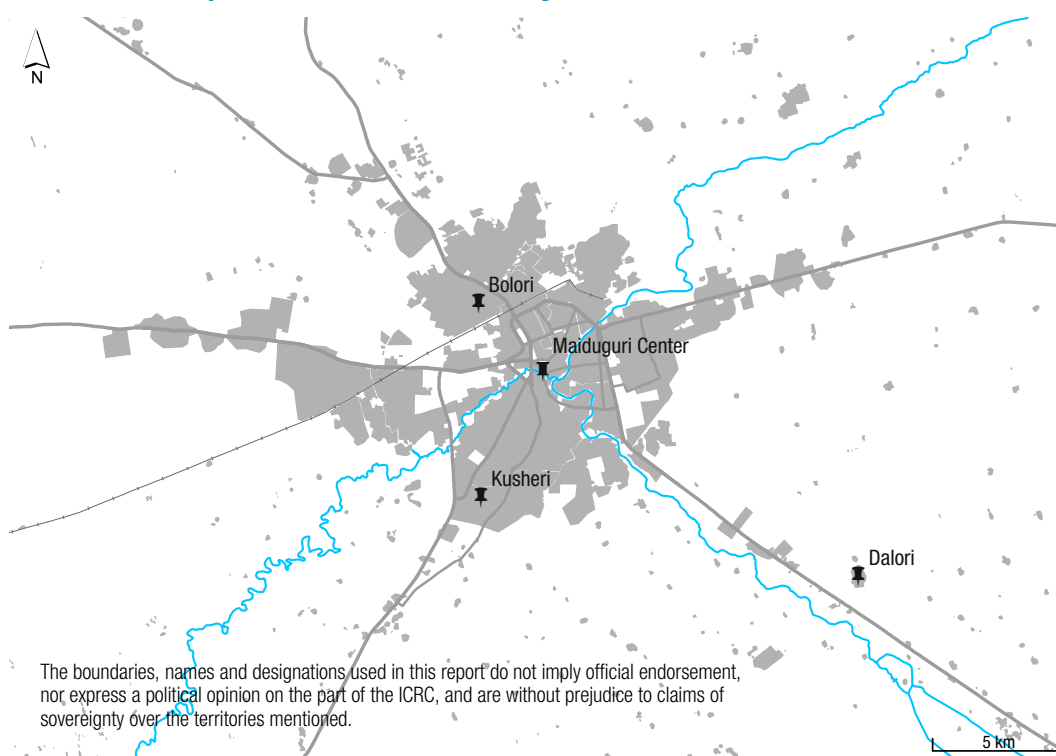 N
Bolori
Maiduguri Center
Kusheri
Dalori
The boundaries, names and designations used in this report do not imply official endorsement,
nor express a political opinion on the part of the ICRC, and are without prejudice to claims of
sovereignty over the territories mentioned.
5 km